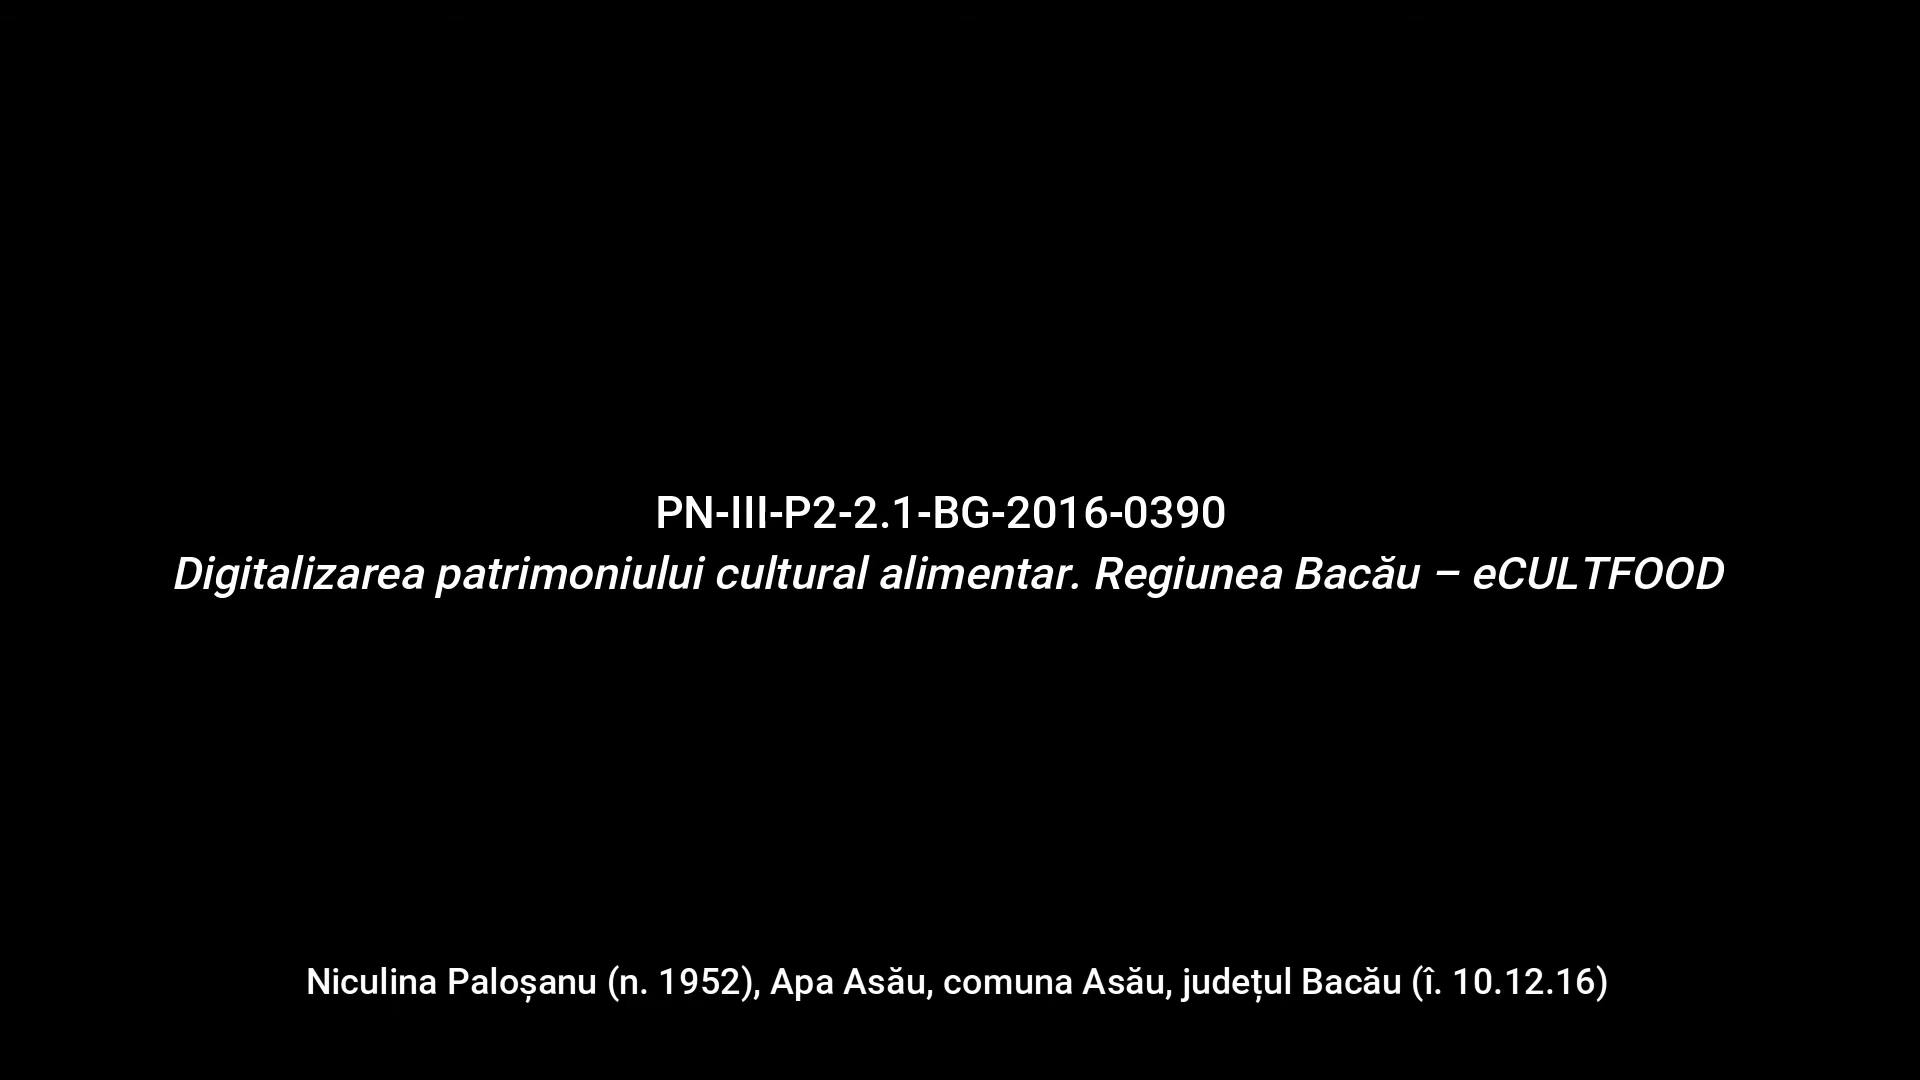 PN-III-P2-2.1-BG-2016-0390
Digitalizarea patrimoniului cultural alimentar. Regiunea Bacău – eCULTFOOD
Niculina Paloșanu (n. 1952), Apa Asău, comuna Asău, județul Bacău (î. 10.12.16)